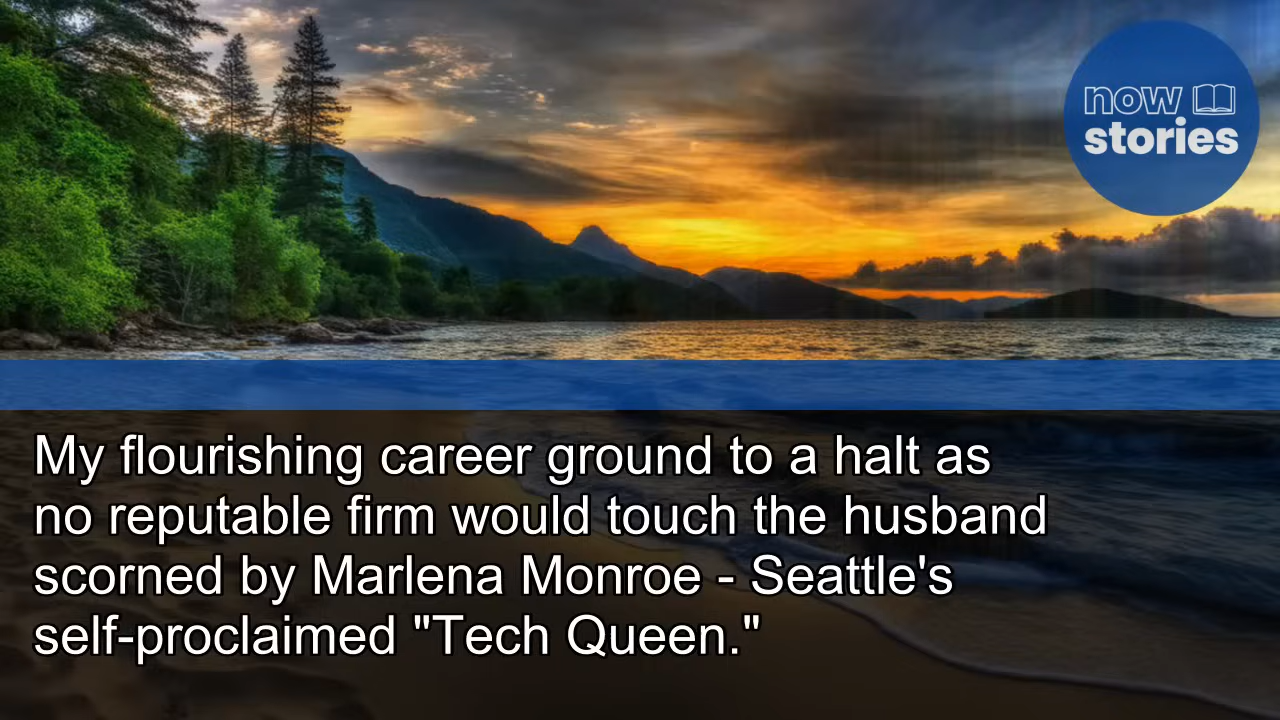 now
stories
My flourishing career ground to a halt as
no reputable firm would touch the husband
scorned by Marlena Monroe - Seattle's
self-proclaimed "Tech Queen."